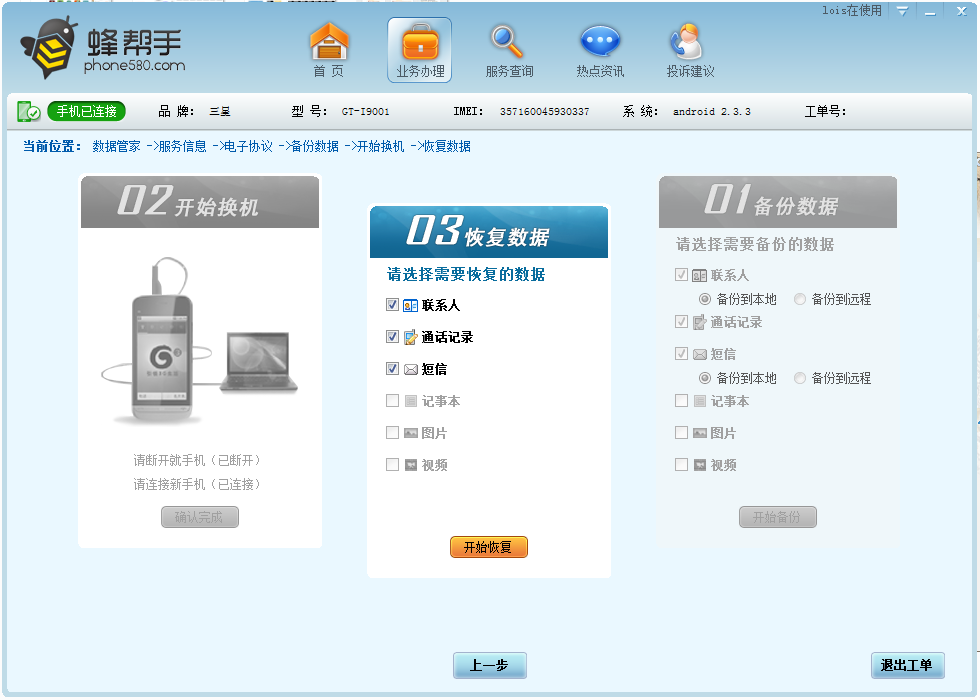 lois在使用
蜂帮手
phone580.com
首 页
业务办理
服务查询
热点资讯
投诉建议
手机已连接
品 牌： 三星
型 号： GT-I9001
IMEI： 357160045930337
系 统： android 2.3.3
工单号：
当前位置： 数据管家 ->服务信息 ->电子协议 ->备份数据 ->开始换机 ->恢复数据
02开始换机
请断开就手机（已断开）
请连接新手机（已连接）
确认完成
03恢复数据
请选择需要恢复的数据
联系人
通话记录
短信
记事本
图片
视频
开始恢复
01备份数据
请选择需要备份的数据
联系人
备份到本地 备份到远程
通话记录
短信
备份到本地 备份到远程
记事本
图片
视频
开始备份
上一步
退出工单